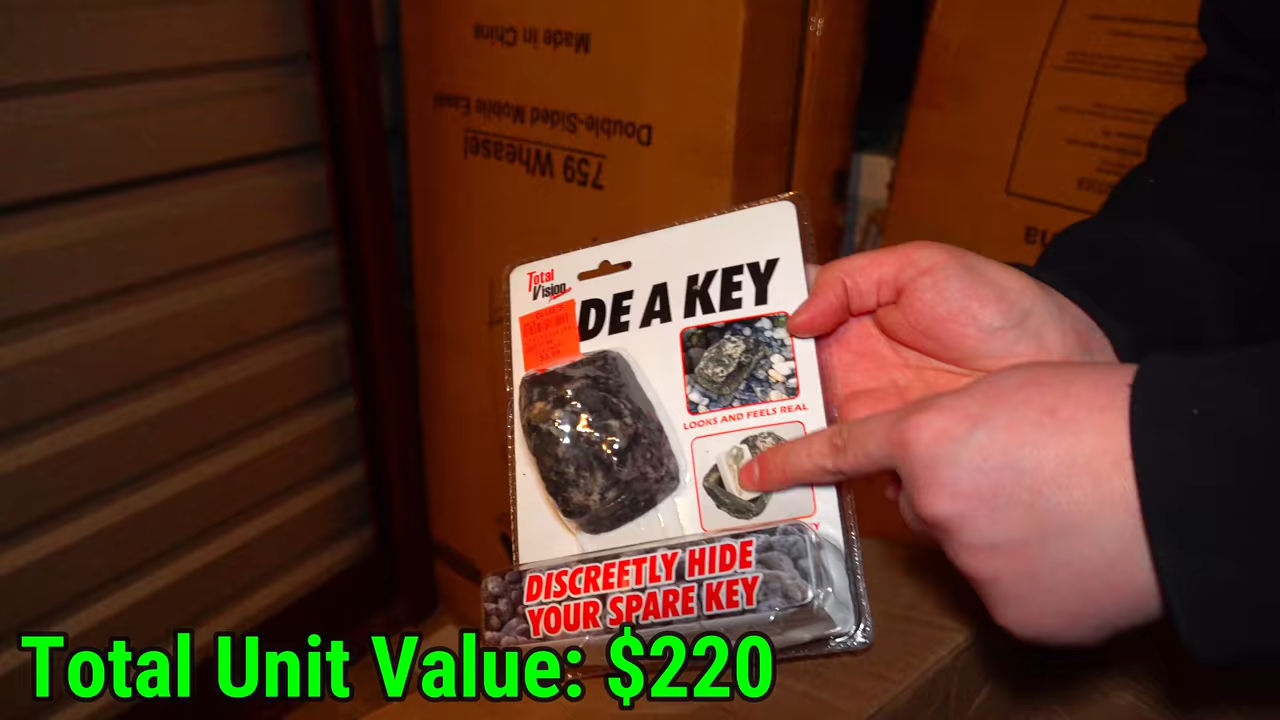 Made in China
Double-Sided Mobile Easel
759 Wheasel
Total
Vision
DE A KEY
LOOKS AND FEELS REAL
DISCREETLY HIDE
YOUR SPARE KEY
Total Unit Value: $220